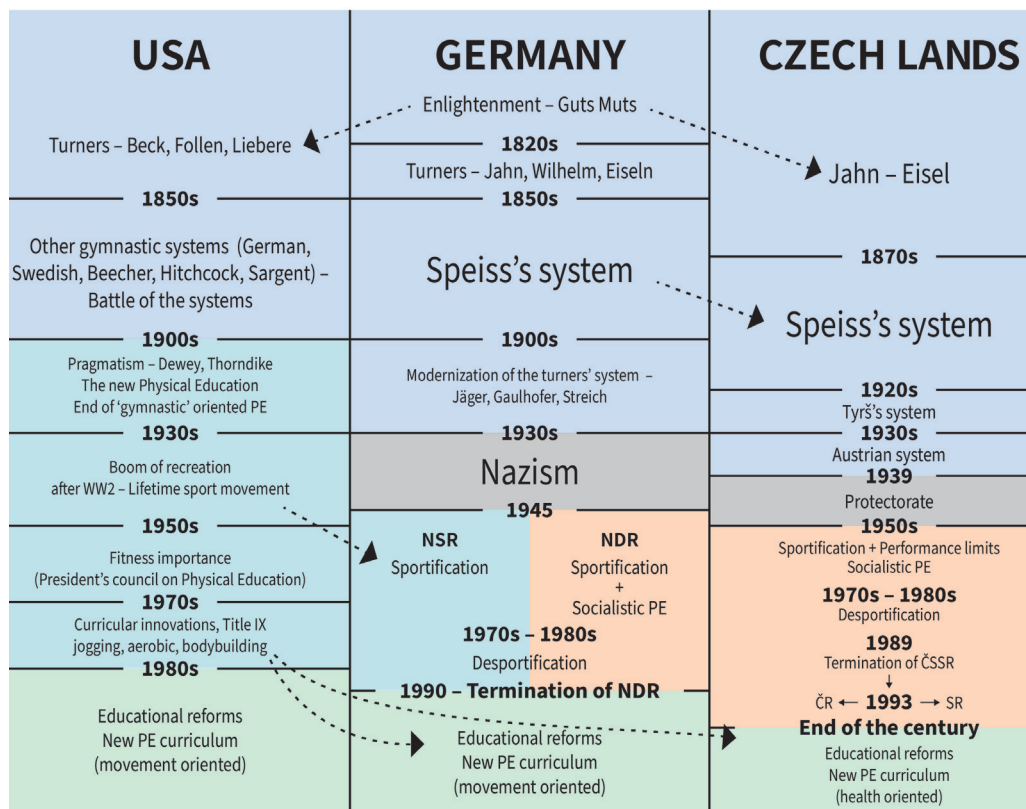 USA
Turners – Beck, Follen, Liebere
1850s
Other gymnastic systems (German,
Swedish, Beecher, Hitchcock, Sargent) –
Battle of the systems
1900s
Pragmatism – Dewey, Thorndike
The new Physical Education
End of ‘gymnastic’ oriented PE
1930s
Boom of recreation
after WW2 – Lifetime sport movement
1950s
Fitness importance
(President’s council on Physical Education)
1970s
Curricular innovations, Title IX
jogging, aerobic, bodybuilding
1980s
Educational reforms
New PE curriculum
(movement oriented)
GERMANY
Enlightenment – Guts Muts
1820s
Turners – Jahn, Wilhelm, Eiseln
1850s
Speiss’s system
1900s
Modernization of the turners’ system –
Jäger, Gaulhofer, Streich
1930s
Nazism
1945
NSR
Sportification
NDR
Sportification
+
Socialistic PE
1970s – 1980s
Desportification
1990 – Termination of NDR
Educational reforms
New PE curriculum
(movement oriented)
CZECH LANDS
Jahn – Eisel
1870s
Speiss’s system
1920s
Tyrš’s system
1930s
Austrian system
1939
Protectorate
1950s
Sportification + Performance limits
Socialistic PE
1970s – 1980s
Desportification
1989
Termination of ČSSR
ČR ← 1993 → SR
End of the century
Educational reforms
New PE curriculum
(health oriented)